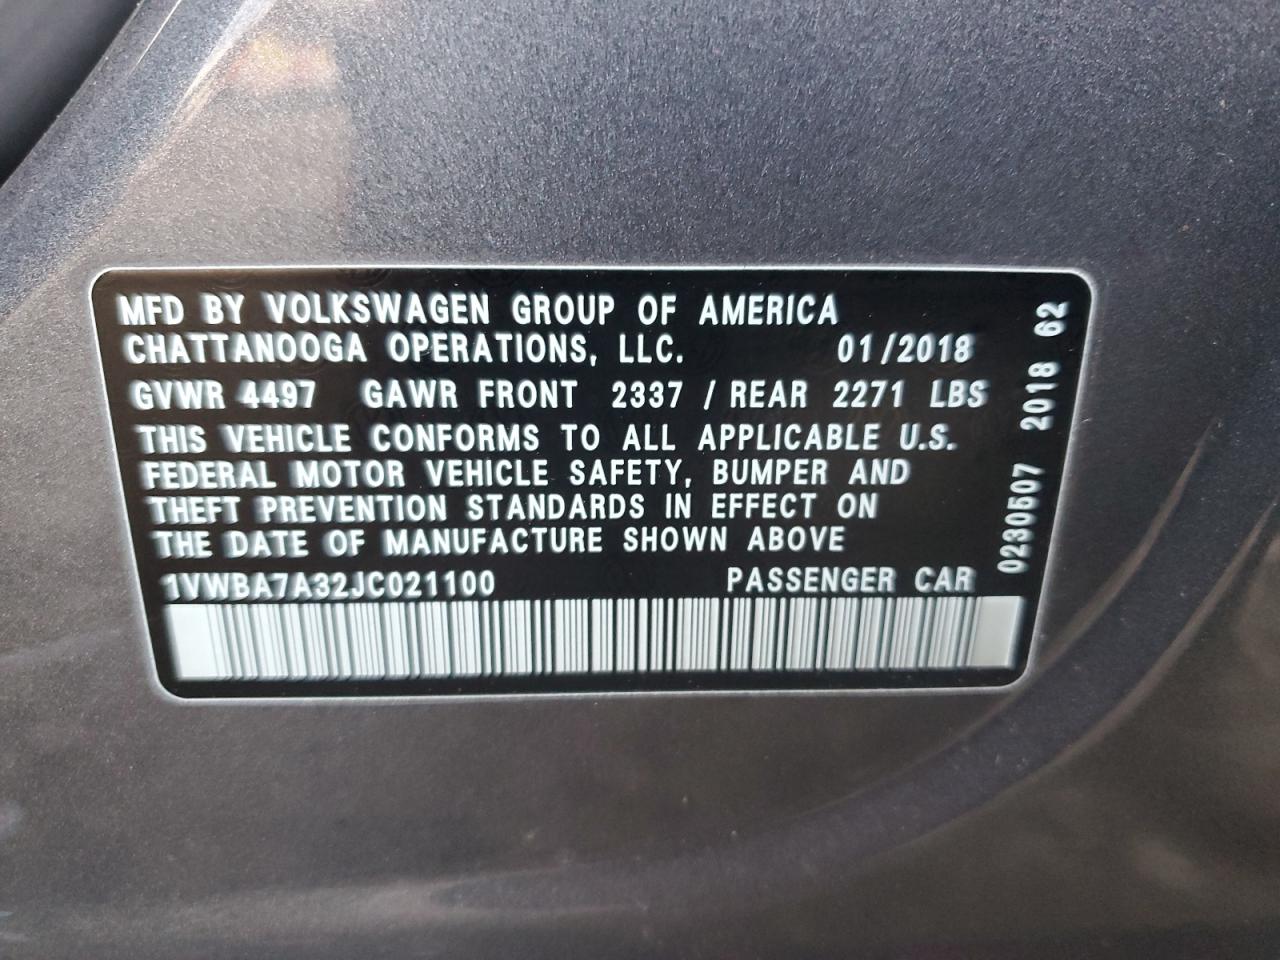 MFD BY VOLKSWAGEN GROUP OF AMERICA
CHATTANOOGA OPERATIONS, LLC. 01/2018
GVWR 4497 GAWR FRONT 2337 / REAR 2271 LBS
THIS VEHICLE CONFORMS TO ALL APPLICABLE U.S.
FEDERAL MOTOR VEHICLE SAFETY, BUMPER AND
THEFT PREVENTION STANDARDS IN EFFECT ON
THE DATE OF MANUFACTURE SHOWN ABOVE
1VWBA7A32JC021100 PASSENGER CAR
0230507 2018 62